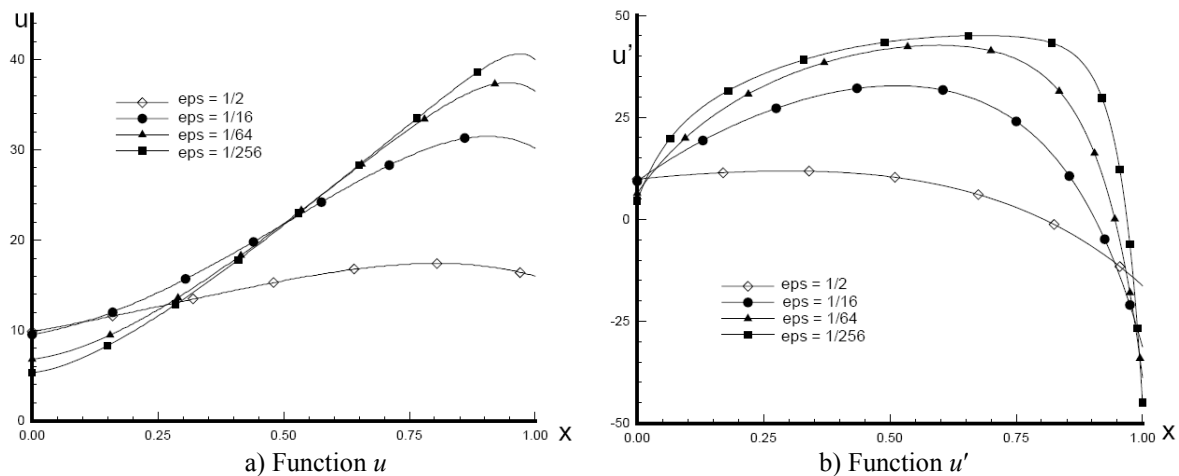 u
40
30
20
10
0
eps = 1/2
eps = 1/16
eps = 1/64
eps = 1/256
0.00 0.25 0.50 0.75 1.00 x
a) Function u
50
u'
25
0
-25
-50
eps = 1/2
eps = 1/16
eps = 1/64
eps = 1/256
0.00 0.25 0.50 0.75 1.00 x
b) Function u′